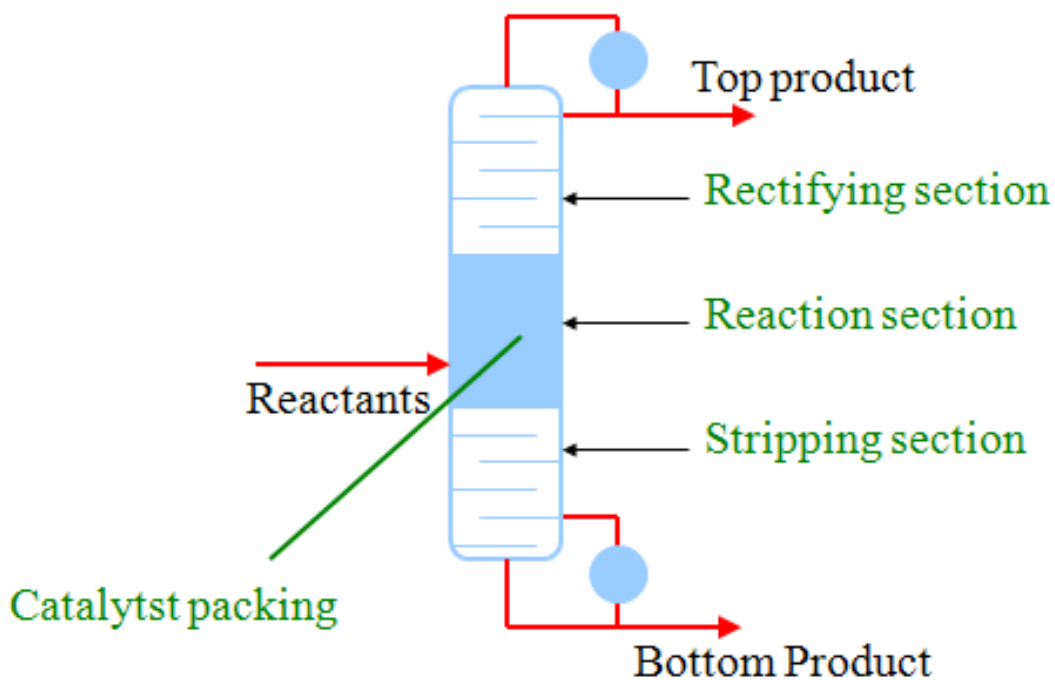 Top product
Rectifying section
Reaction section
Reactants
Stripping section
Catalytst packing
Bottom Product